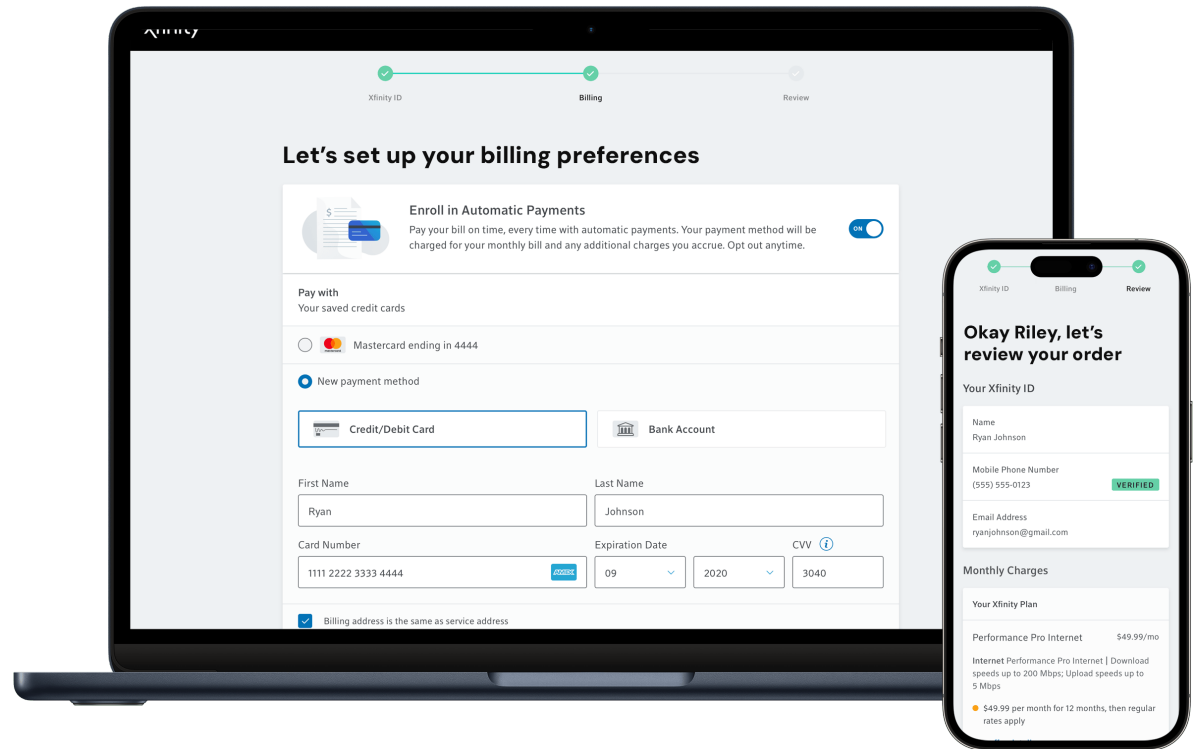 Xfinity
Xfinity ID
Billing
Review
Let's set up your billing preferences
$
Enroll in Automatic Payments
Pay your bill on time, every time with automatic payments. Your payment method will be
charged for your monthly bill and any additional charges you accrue. Opt out anytime.
ON
Pay with
Your saved credit cards
Mastercard ending in 4444
New payment method
Credit/Debit Card
Bank Account
First Name
Last Name
Ryan
Johnson
Card Number
Expiration Date
CVV i
1111 2222 3333 4444
AMEX
09
2020
3040
Billing address is the same as service address
Xfinity ID
Billing
Review
Okay Riley, let's
review your order
Your Xfinity ID
Name
Ryan Johnson
Mobile Phone Number
(555) 555-0123
VERIFIED
Email Address
ryanjohnson@gmail.com
Monthly Charges
Your Xfinity Plan
Performance Pro Internet
$49.99/mo
Internet Performance Pro Internet | Download
speeds up to 200 Mbps; Upload speeds up to
5 Mbps
$49.99 per month for 12 months, then regular
rates apply